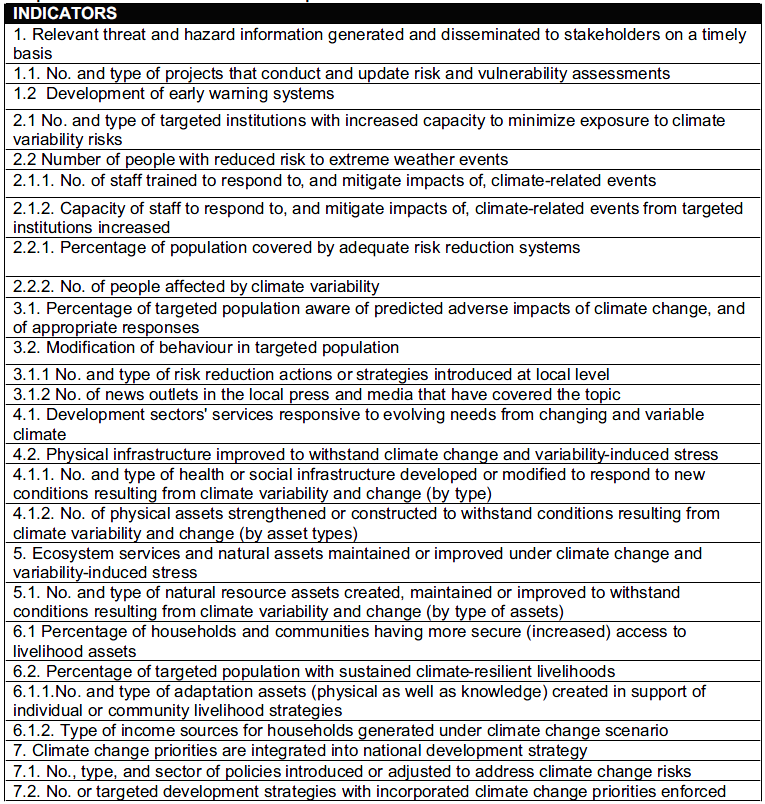 INDICATORS
1. Relevant threat and hazard information generated and disseminated to stakeholders on a timely
basis
1.1. No. and type of projects that conduct and update risk and vulnerability assessments
1.2 Development of early warning systems
2.1 No. and type of targeted institutions with increased capacity to minimize exposure to climate
variability risks
2.2 Number of people with reduced risk to extreme weather events
2.1.1. No. of staff trained to respond to, and mitigate impacts of, climate-related events
2.1.2. Capacity of staff to respond to, and mitigate impacts of, climate-related events from targeted
institutions increased
2.2.1. Percentage of population covered by adequate risk reduction systems
2.2.2. No. of people affected by climate variability
3.1. Percentage of targeted population aware of predicted adverse impacts of climate change, and
of appropriate responses
3.2. Modification of behaviour in targeted population
3.1.1 No. and type of risk reduction actions or strategies introduced at local level
3.1.2 No. of news outlets in the local press and media that have covered the topic
4.1. Development sectors' services responsive to evolving needs from changing and variable
climate
4.2. Physical infrastructure improved to withstand climate change and variability-induced stress
4.1.1. No. and type of health or social infrastructure developed or modified to respond to new
conditions resulting from climate variability and change (by type)
4.1.2. No. of physical assets strengthened or constructed to withstand conditions resulting from
climate variability and change (by asset types)
5. Ecosystem services and natural assets maintained or improved under climate change and
variability-induced stress
5.1. No. and type of natural resource assets created, maintained or improved to withstand
conditions resulting from climate variability and change (by type of assets)
6.1 Percentage of households and communities having more secure (increased) access to
livelihood assets
6.2. Percentage of targeted population with sustained climate-resilient livelihoods
6.1.1.No. and type of adaptation assets (physical as well as knowledge) created in support of
individual or community livelihood strategies
6.1.2. Type of income sources for households generated under climate change scenario
7. Climate change priorities are integrated into national development strategy
7.1. No., type, and sector of policies introduced or adjusted to address climate change risks
7.2. No. or targeted development strategies with incorporated climate change priorities enforced